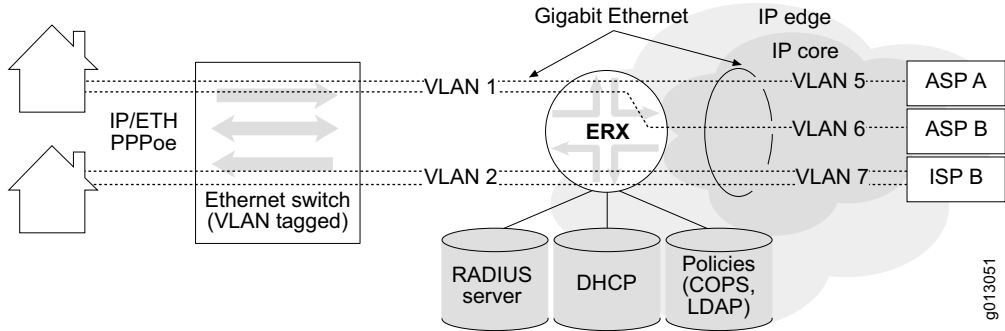 Gigabit Ethernet
IP edge
IP core
VLAN 1
VLAN 5
ASP A
IP/ETH
PPPoe
ERX
VLAN 6
ASP B
VLAN 2
VLAN 7
ISP B
Ethernet switch
(VLAN tagged)
RADIUS
server
DHCP
Policies
(COPS,
LDAP)
g013051